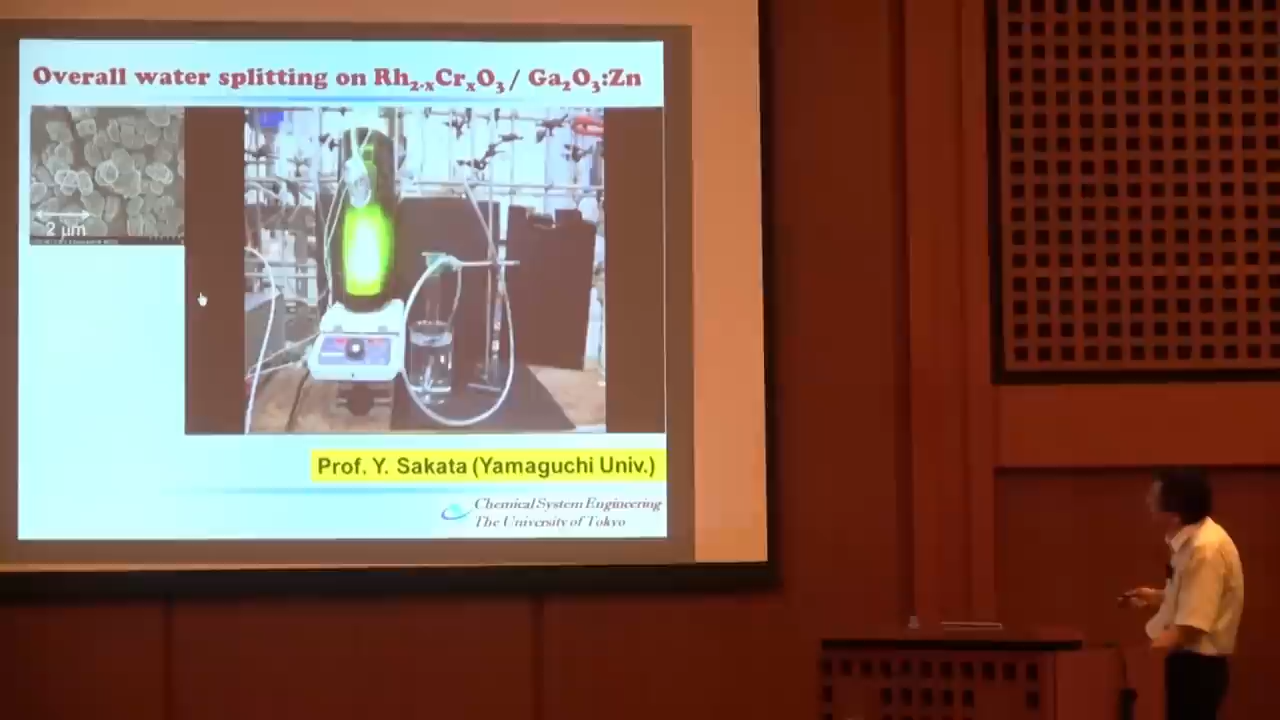 Overall water splitting on Rh₂₋ₓCrₓO₃ / Ga₂O₃:Zn
2 μm
Prof. Y. Sakata (Yamaguchi Univ.)
Chemical System Engineering
The University of Tokyo